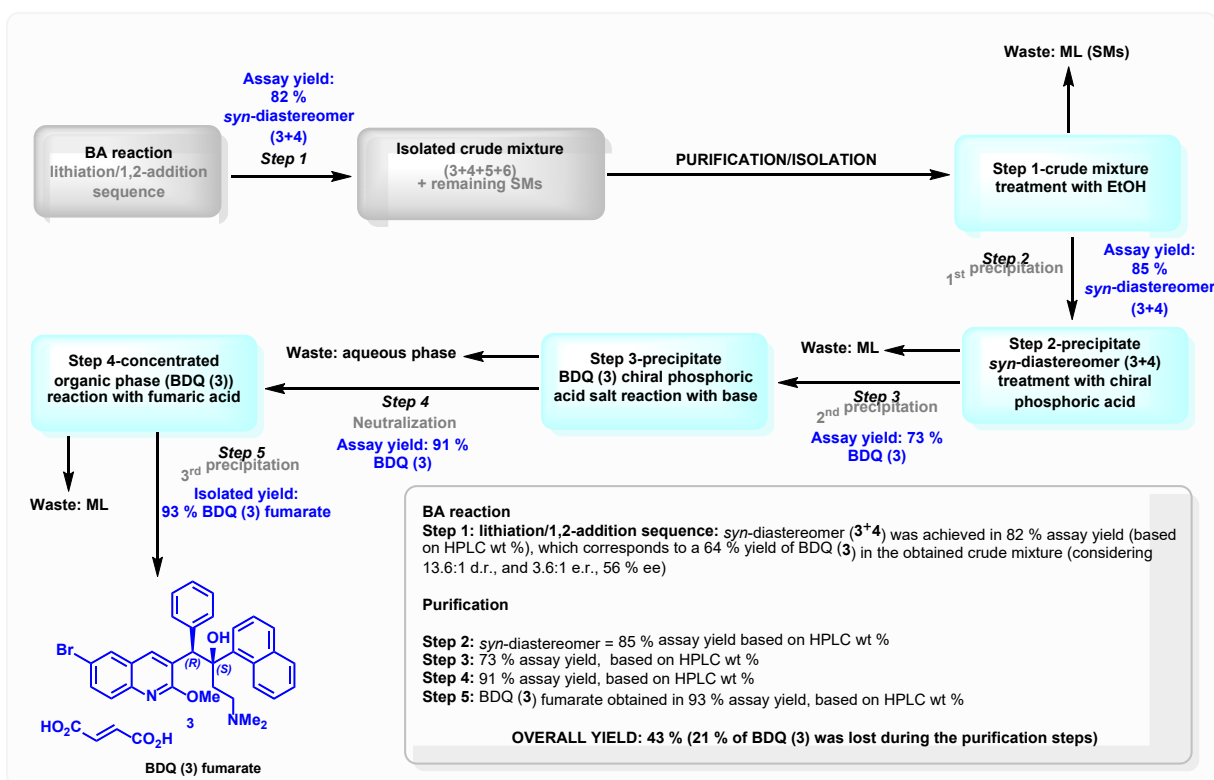 Waste: ML (SMs)
Assay yield:
82 %
syn-diastereomer
(3+4)
Step 1
BA reaction
lithiation/1,2-addition
sequence
Isolated crude mixture
(3+4+5+6)
+ remaining SMs
PURIFICATION/ISOLATION
Step 1-crude mixture
treatment with EtOH
Step 2
1st precipitation
Assay yield:
85 %
syn-diastereomer
(3+4)
Step 2-precipitate
syn-diastereomer (3+4)
treatment with chiral
phosphoric acid
Waste: ML
Step 3
2nd precipitation
Assay yield: 73 %
BDQ (3)
Step 3-precipitate
BDQ (3) chiral phosphoric
acid salt reaction with base
Waste: aqueous phase
Step 4
Neutralization
Assay yield: 91 %
BDQ (3)
Step 4-concentrated
organic phase (BDQ (3))
reaction with fumaric acid
Waste: ML
Step 5
3rd precipitation
Isolated yield:
93 % BDQ (3) fumarate
Br
N
OMe
OH
(R)
(S)
NMe2
3
HO2C
CO2H
BDQ (3) fumarate
BA reaction
Step 1: lithiation/1,2-addition sequence: syn-diastereomer (3+4) was achieved in 82 % assay yield (based
on HPLC wt %), which corresponds to a 64 % yield of BDQ (3) in the obtained crude mixture (considering
13.6:1 d.r., and 3.6:1 e.r., 56 % ee)
Purification
Step 2: syn-diastereomer = 85 % assay yield based on HPLC wt %
Step 3: 73 % assay yield, based on HPLC wt %
Step 4: 91 % assay yield, based on HPLC wt %
Step 5: BDQ (3) fumarate obtained in 93 % assay yield, based on HPLC wt %
OVERALL YIELD: 43 % (21 % of BDQ (3) was lost during the purification steps)